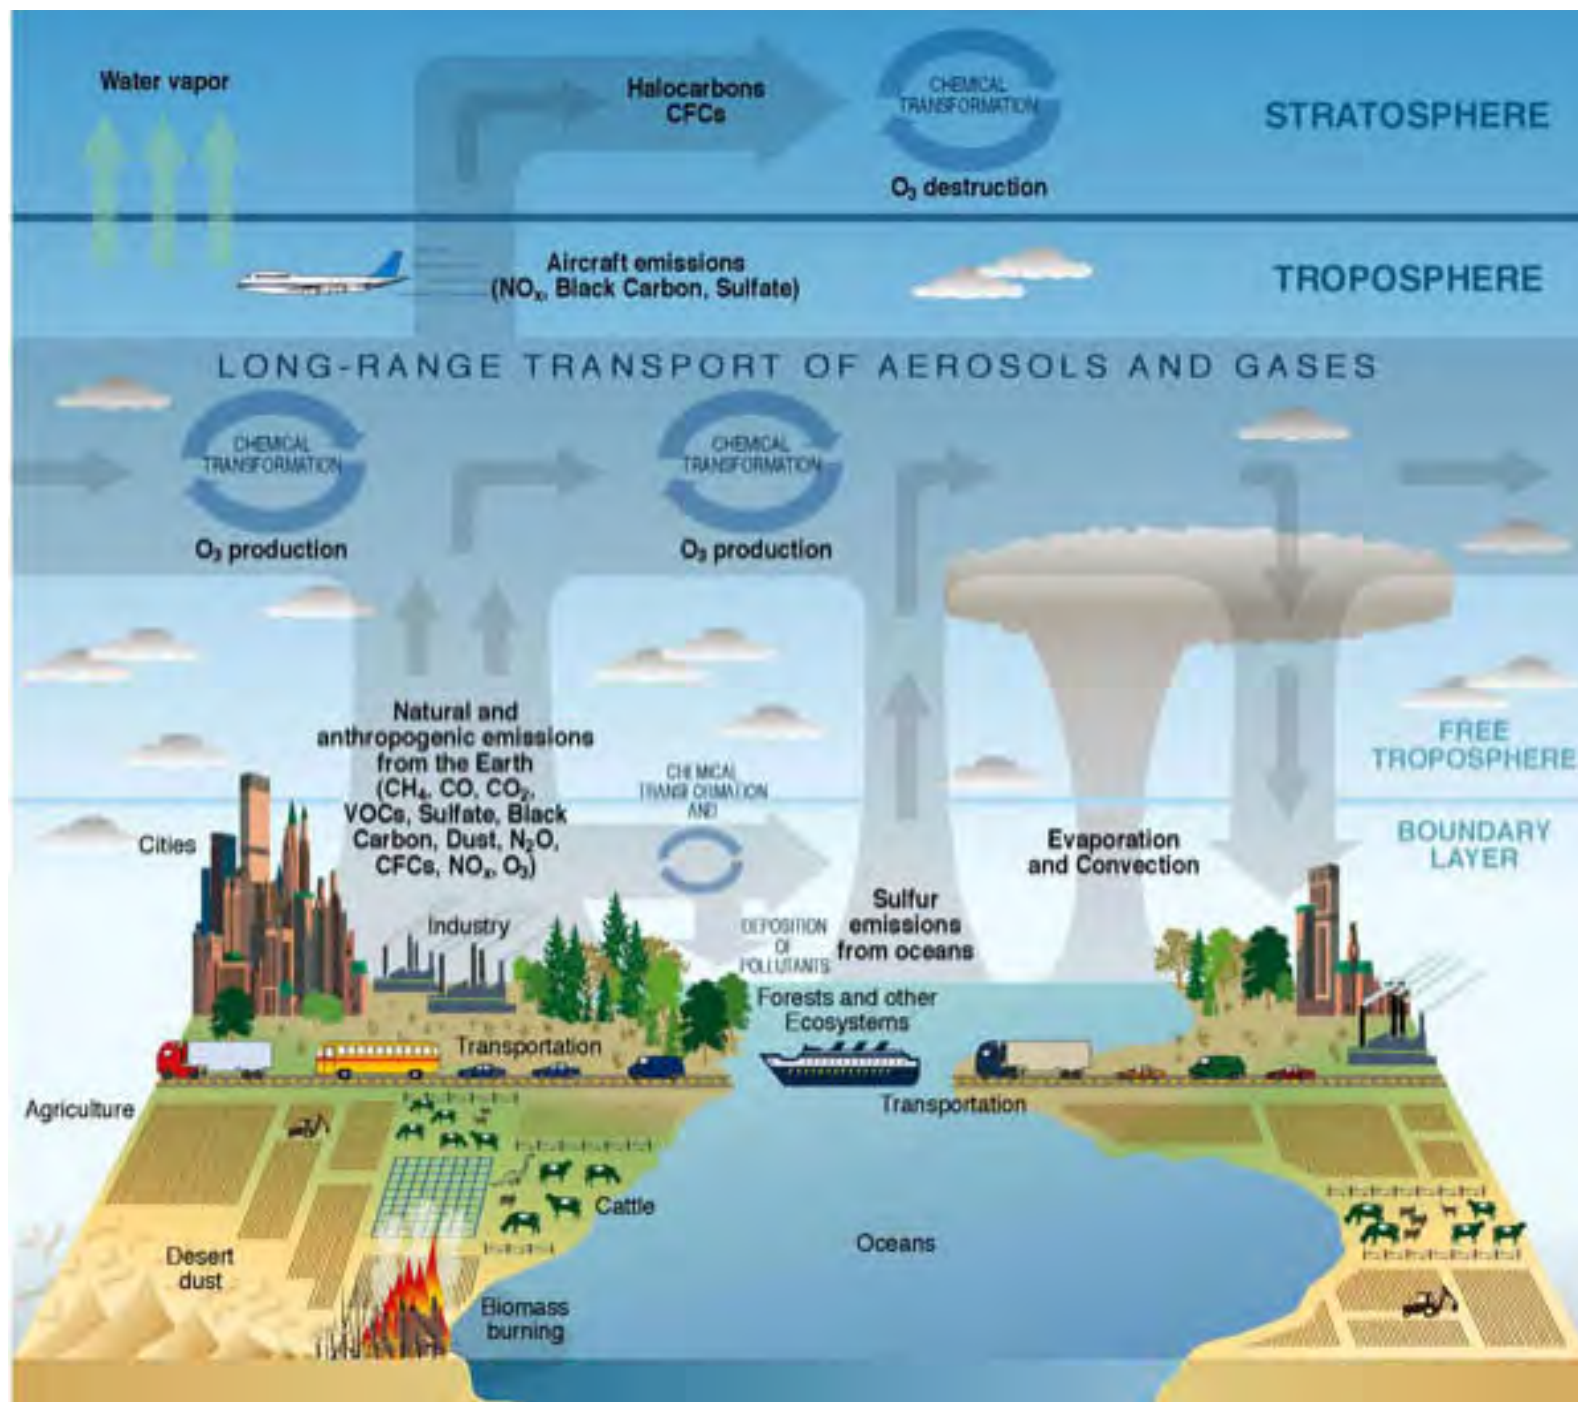 Water vapor
Halocarbons
CFCs
CHEMICAL
TRANSFORMATION
O₃ destruction
STRATOSPHERE
Aircraft emissions
(NOₓ, Black Carbon, Sulfate)
TROPOSPHERE
LONG-RANGE TRANSPORT OF AEROSOLS AND GASES
CHEMICAL
TRANSFORMATION
O₃ production
CHEMICAL
TRANSFORMATION
O₃ production
Natural and
anthropogenic emissions
from the Earth
(CH₄, CO, CO₂,
VOCs, Sulfate, Black
Carbon, Dust, N₂O,
CFCs, NOₓ, O₃)
CHEMICAL
TRANSFORMATION
AND
FREE
TROPOSPHERE
BOUNDARY
LAYER
Cities
Evaporation
and Convection
Industry
DEPOSITION
OF
POLLUTANTS
Sulfur
emissions
from oceans
Forests and other
Ecosystems
Transportation
Agriculture
Transportation
Cattle
Oceans
Desert
dust
Biomass
burning